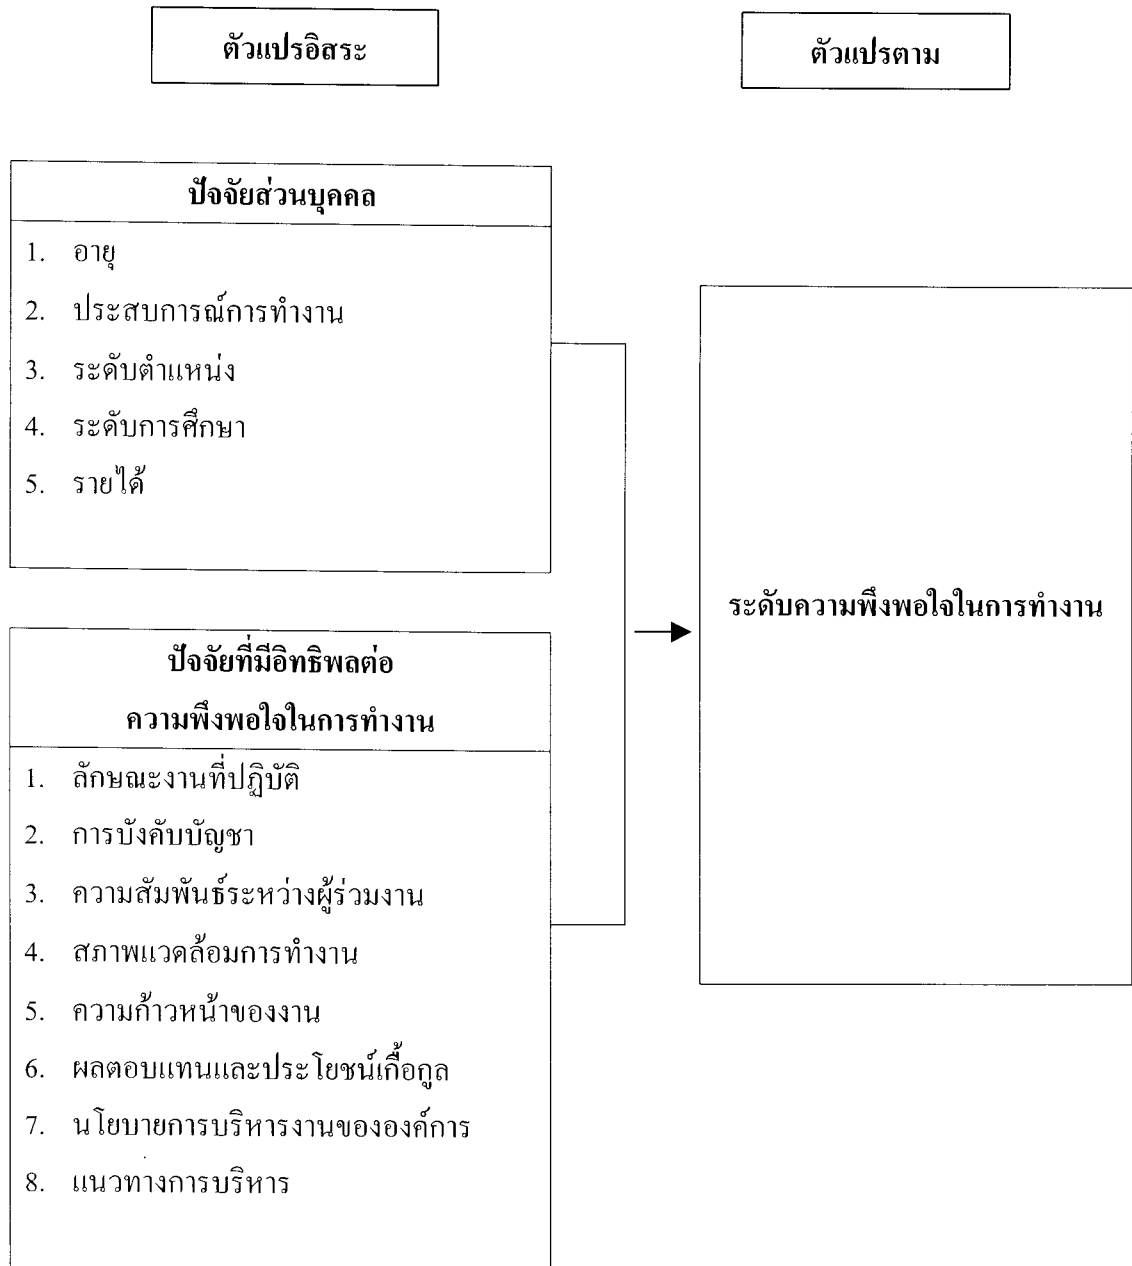 ตัวแปรอิสระ
ตัวแปรตาม
ปัจจัยส่วนบุคคล
1. อายุ
2. ประสบการณ์การทำงาน
3. ระดับตำแหน่ง
4. ระดับการศึกษา
5. รายได้
ปัจจัยที่มีอิทธิพลต่อ
ความพึงพอใจในการทำงาน
1. ลักษณะงานที่ปฏิบัติ
2. การบังคับบัญชา
3. ความสัมพันธ์ระหว่างผู้ร่วมงาน
4. สภาพแวดล้อมการทำงาน
5. ความก้าวหน้าของงาน
6. ผลตอบแทนและประโยชน์เกื้อกูล
7. นโยบายการบริหารงานขององค์การ
8. แนวทางการบริหาร
ระดับความพึงพอใจในการทำงาน